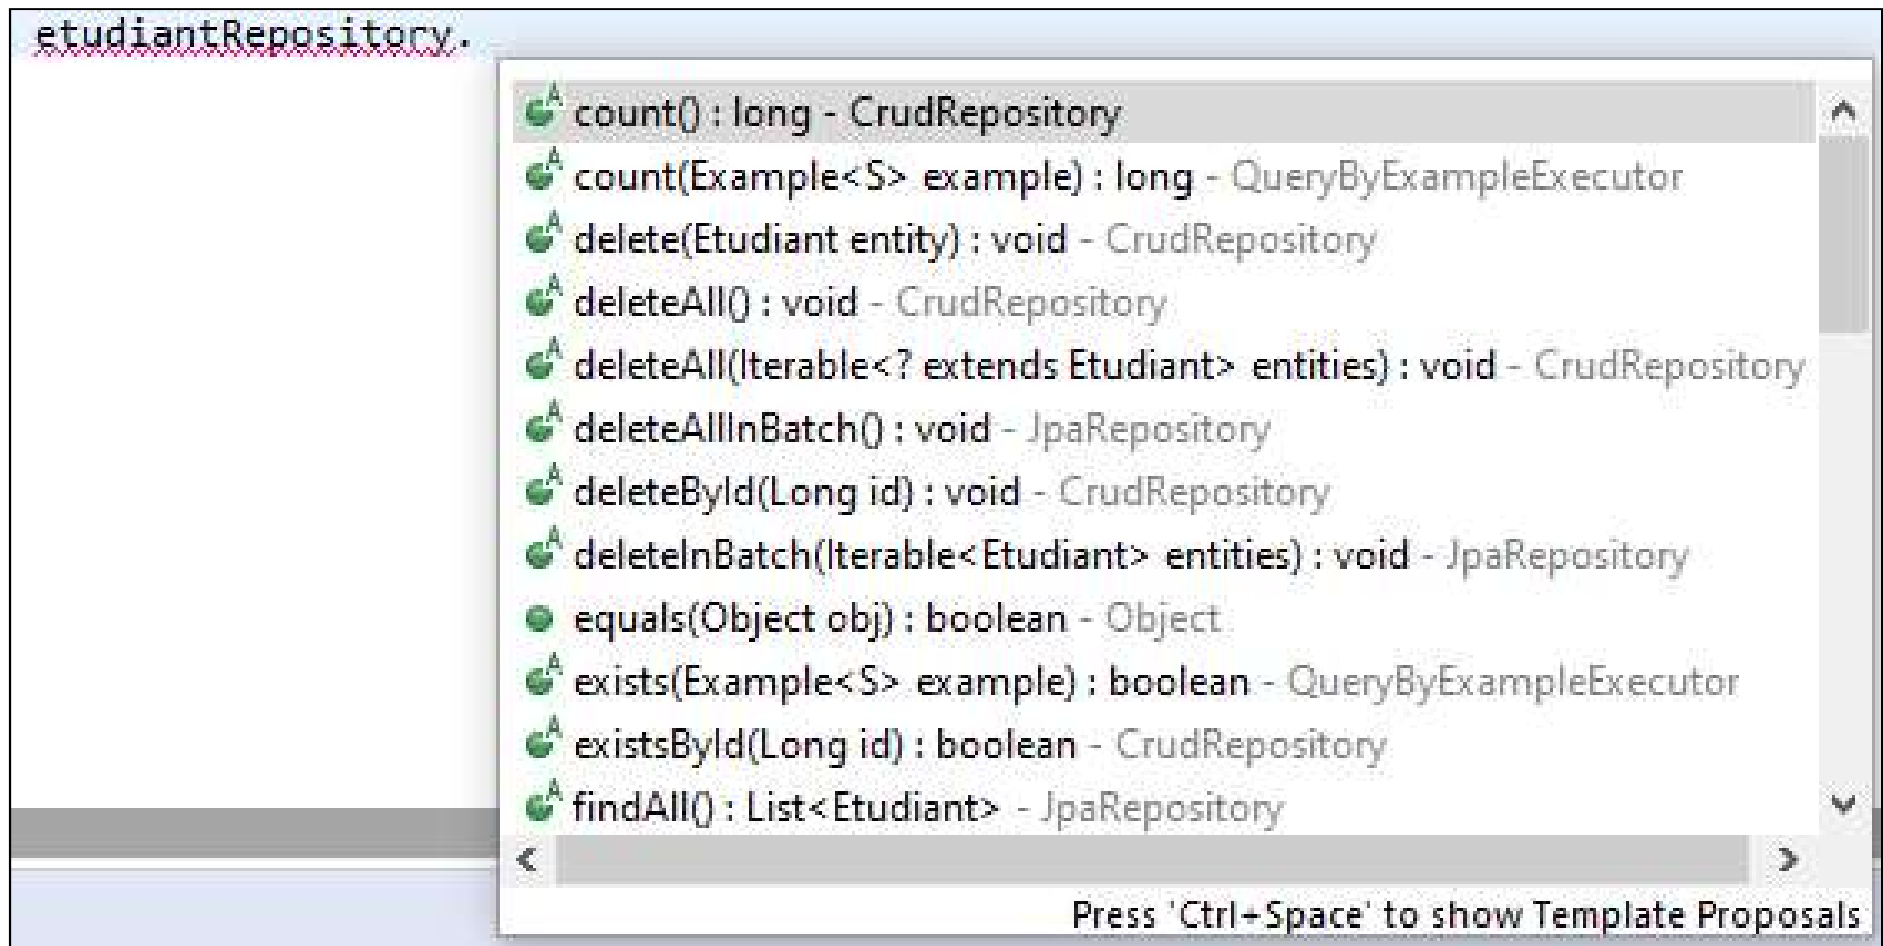 etudiantRepository.
count() : long - CrudRepository
count(Example<S> example) : long - QueryByExampleExecutor
delete(Etudiant entity) : void - CrudRepository
deleteAll() : void - CrudRepository
deleteAll(Iterable<? extends Etudiant> entities) : void - CrudRepository
deleteAllInBatch() : void - JpaRepository
deleteById(Long id) : void - CrudRepository
deleteInBatch(Iterable<Etudiant> entities) : void - JpaRepository
equals(Object obj) : boolean - Object
exists(Example<S> example) : boolean - QueryByExampleExecutor
existsById(Long id) : boolean - CrudRepository
findAll() : List<Etudiant> - JpaRepository
Press 'Ctrl+Space' to show Template Proposals